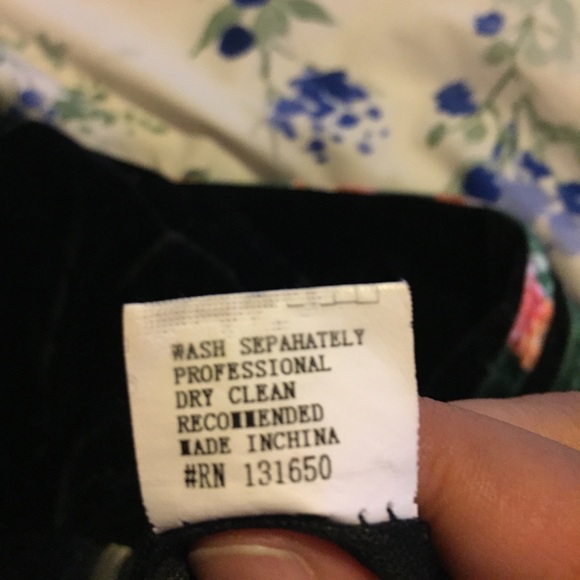 WASH SEPAHATELY
PROFESSIONAL
DRY CLEAN
RECOMMENDED
MADE INCHINA
#RN 131650